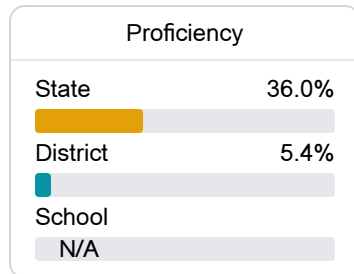 Proficiency
State 36.0%
District 5.4%
School
N/A